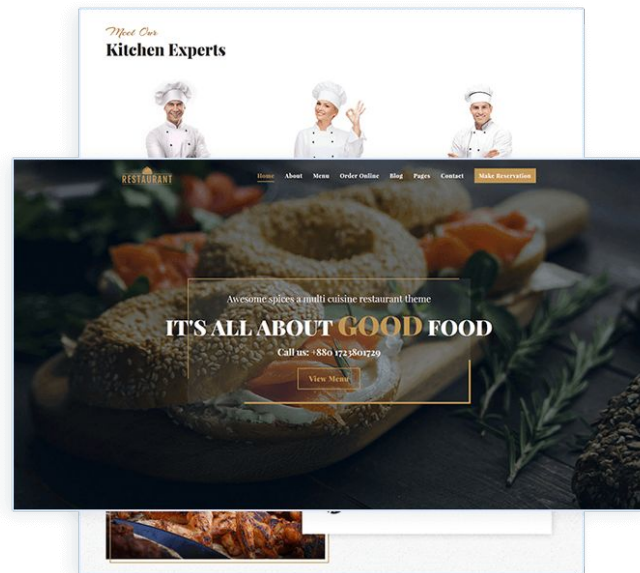 Meet Our
Kitchen Experts
RESTAURANT
Home About Menu Order Online Blog Pages Contact Make Reservation
Awesome spices a multi cuisine restaurant theme
IT'S ALL ABOUT GOOD FOOD
Call us: +880 1723801729
View Menu